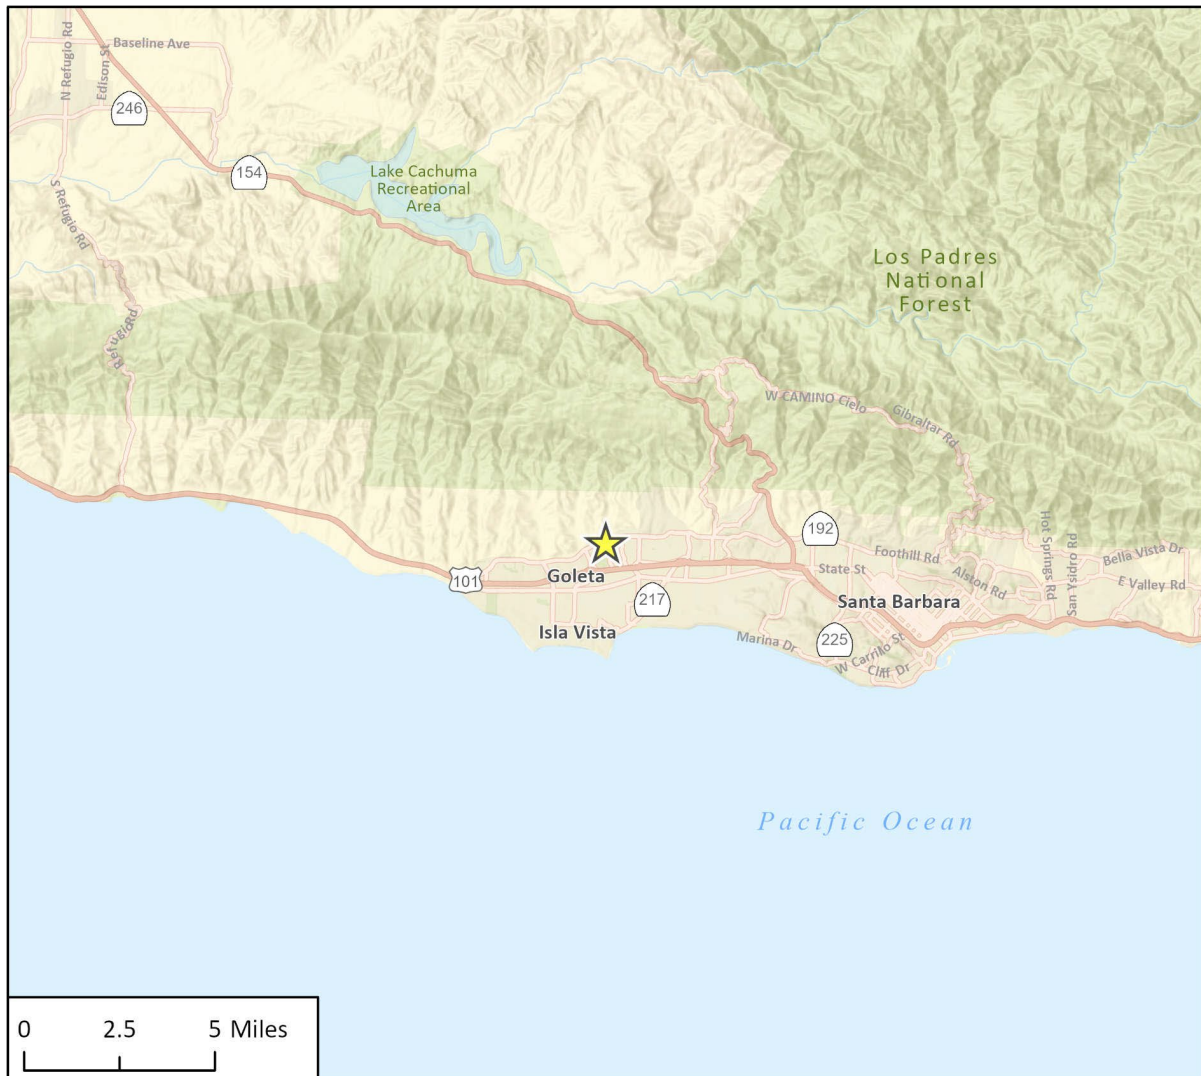 N Refugio Rd
Edison St
Baseline Ave
246
154
Lake Cachuma
Recreational
Area
S Refugio Rd
Los Padres
National
Forest
Refugio Rd
W CAMINO Cielo
Gibraltar Rd
192
Hot Springs Rd
San Ysidro Rd
Foothill Rd
Bella Vista Dr
State St
Alston Rd
E Valley Rd
101
Goleta
217
Santa Barbara
Isla Vista
Marina Dr
225
W Carrillo St
Cliff Dr
Pacific Ocean
0 2.5 5 Miles